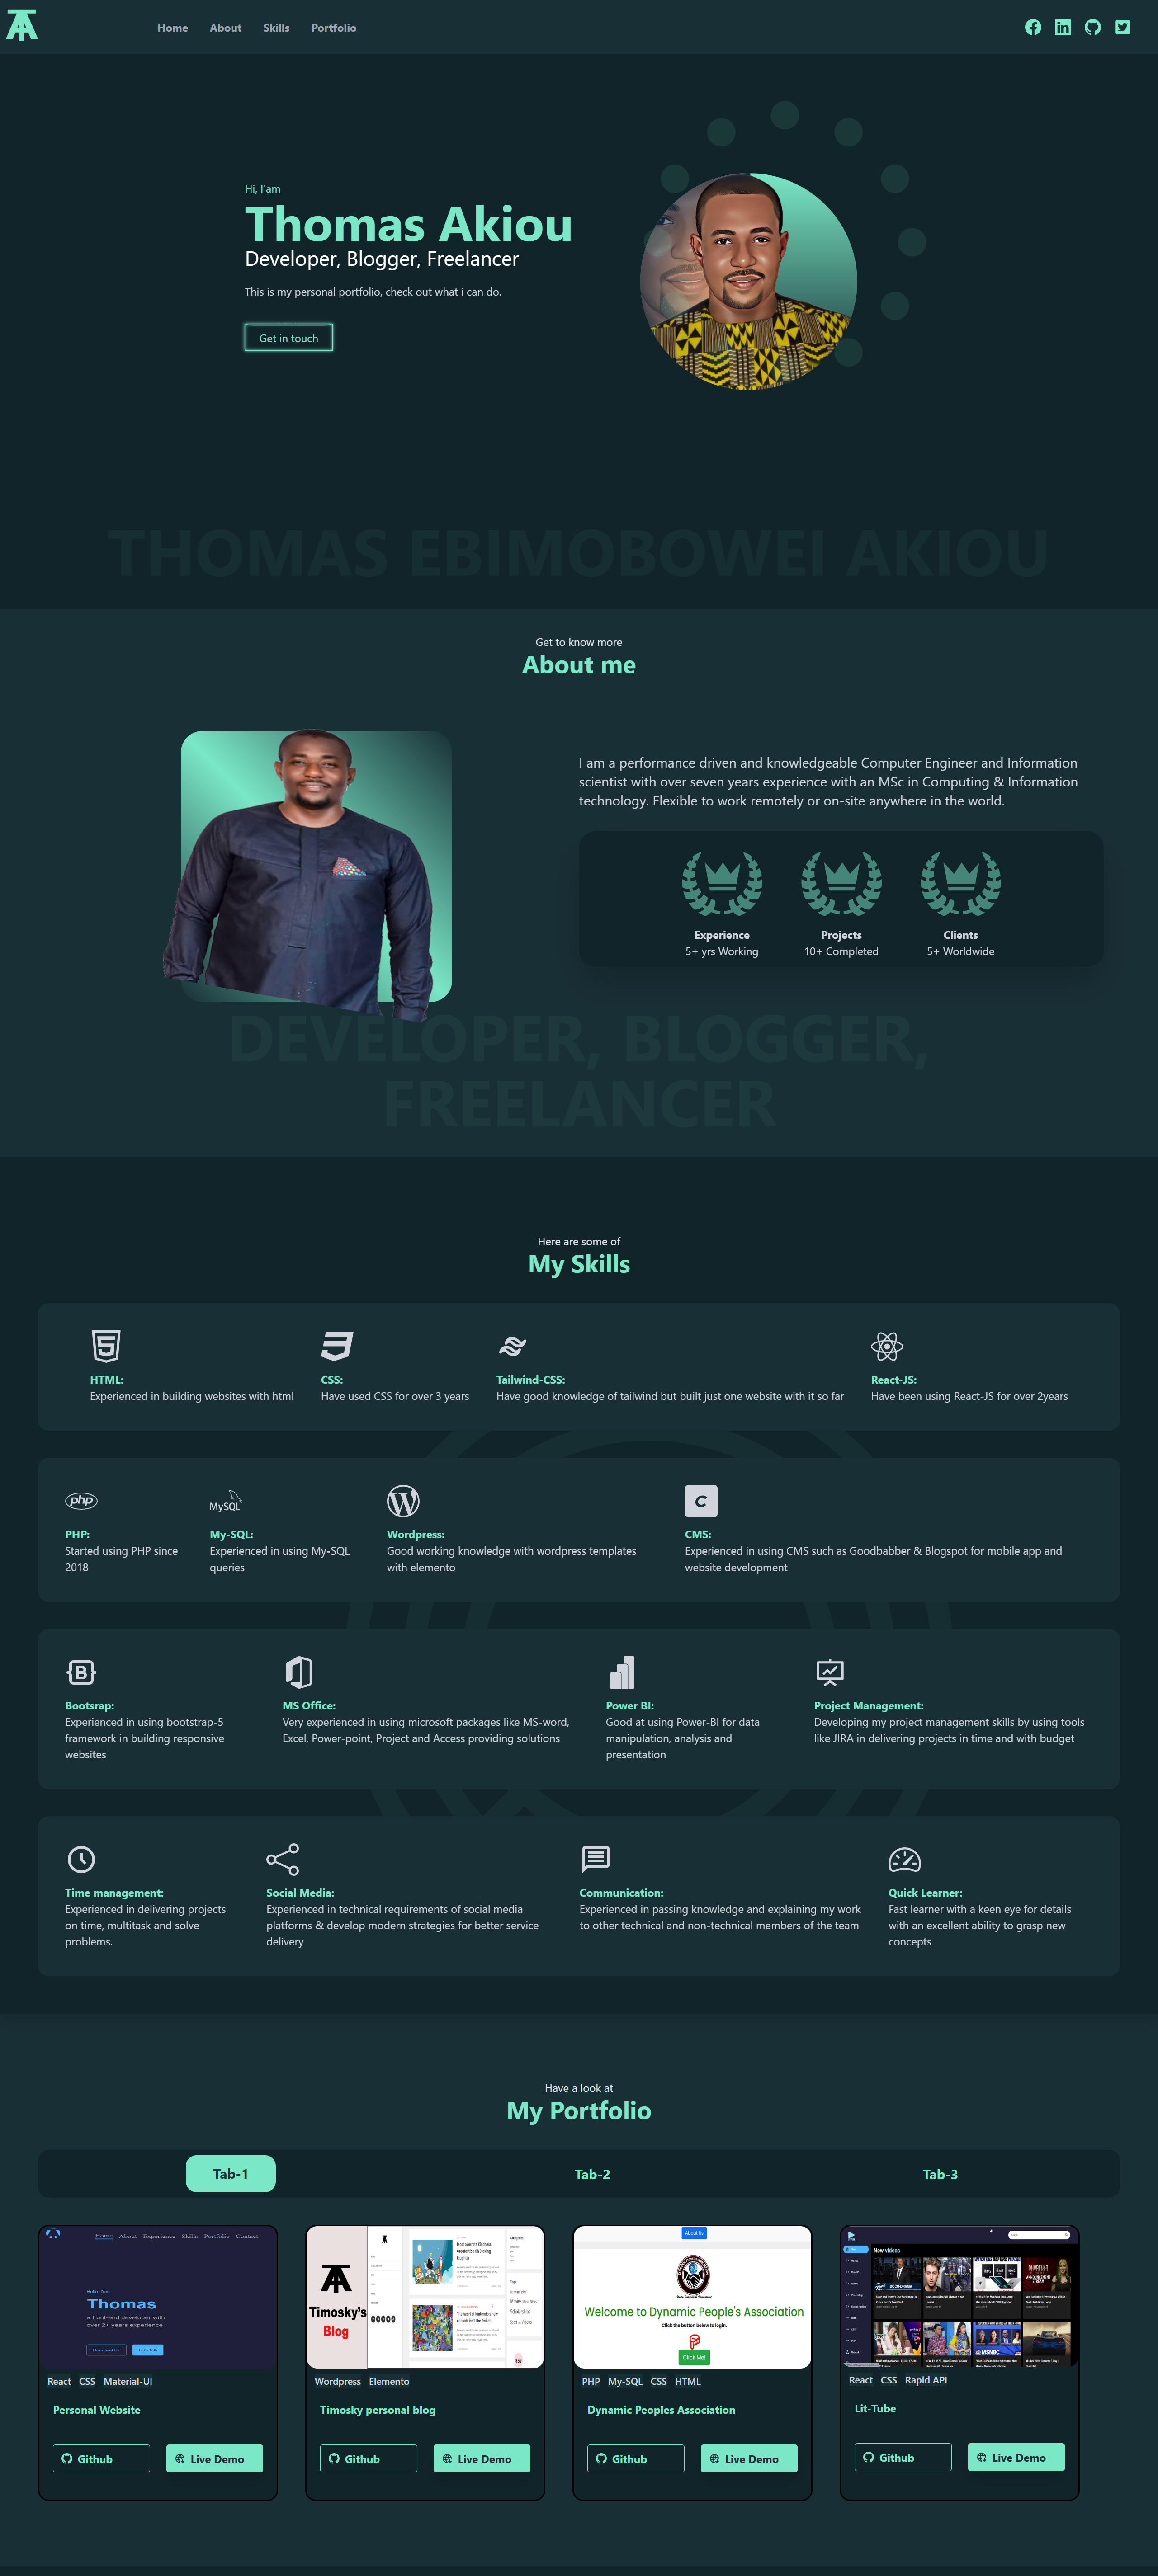 Home About Skills Portfolio
Hi, I'am
Thomas Akiou
Developer, Blogger, Freelancer
This is my personal portfolio, check out what i can do.
Get in touch
THOMAS EBIMOBOWEI AKIOU
Get to know more
About me
I am a performance driven and knowledgeable Computer Engineer and Information
scientist with over seven years experience with an MSc in Computing & Information
technology. Flexible to work remotely or on-site anywhere in the world.
Experience
5+ yrs Working
Projects
10+ Completed
Clients
5+ Worldwide
DEVELOPER, BLOGGER,
FREELANCER
Here are some of
My Skills
HTML:
Experienced in building websites with html
CSS:
Have used CSS for over 3 years
Tailwind-CSS:
Have good knowledge of tailwind but built just one website with it so far
React-JS:
Have been using React-JS for over 2years
php
PHP:
Started using PHP since
2018
MySQL
My-SQL:
Experienced in using My-SQL
queries
Wordpress:
Good working knowledge with wordpress templates
with elemento
C
CMS:
Experienced in using CMS such as Goodbabber & Blogspot for mobile app and
website development
B
Bootsrap:
Experienced in using bootstrap-5
framework in building responsive
websites
MS Office:
Very experienced in using microsoft packages like MS-word,
Excel, Power-point, Project and Access providing solutions
Power BI:
Good at using Power-BI for data
manipulation, analysis and
presentation
Project Management:
Developing my project management skills by using tools
like JIRA in delivering projects in time and with budget
Time management:
Experienced in delivering projects
on time, multitask and solve
problems.
Social Media:
Experienced in technical requirements of social media
platforms & develop modern strategies for better service
delivery
Communication:
Experienced in passing knowledge and explaining my work
to other technical and non-technical members of the team
Quick Learner:
Fast learner with a keen eye for details
with an excellent ability to grasp new
concepts
Have a look at
My Portfolio
Tab-1 Tab-2 Tab-3
Home About Experience Skills Portfolio Contact
Hello, I'am
Thomas
a front-end developer with
over 2+ years experience
Download CV Let's Talk
React CSS Material-UI
Personal Website
Github Live Demo
Timosky's
Blog
Categories
Tags
Wordpress Elemento
Timosky personal blog
Github Live Demo
About Us
Welcome to Dynamic People's Association
Click the button below to login.
Click Me!
PHP My-SQL CSS HTML
Dynamic Peoples Association
Github Live Demo
New videos
MSNBC
React CSS Rapid API
Lit-Tube
Github Live Demo